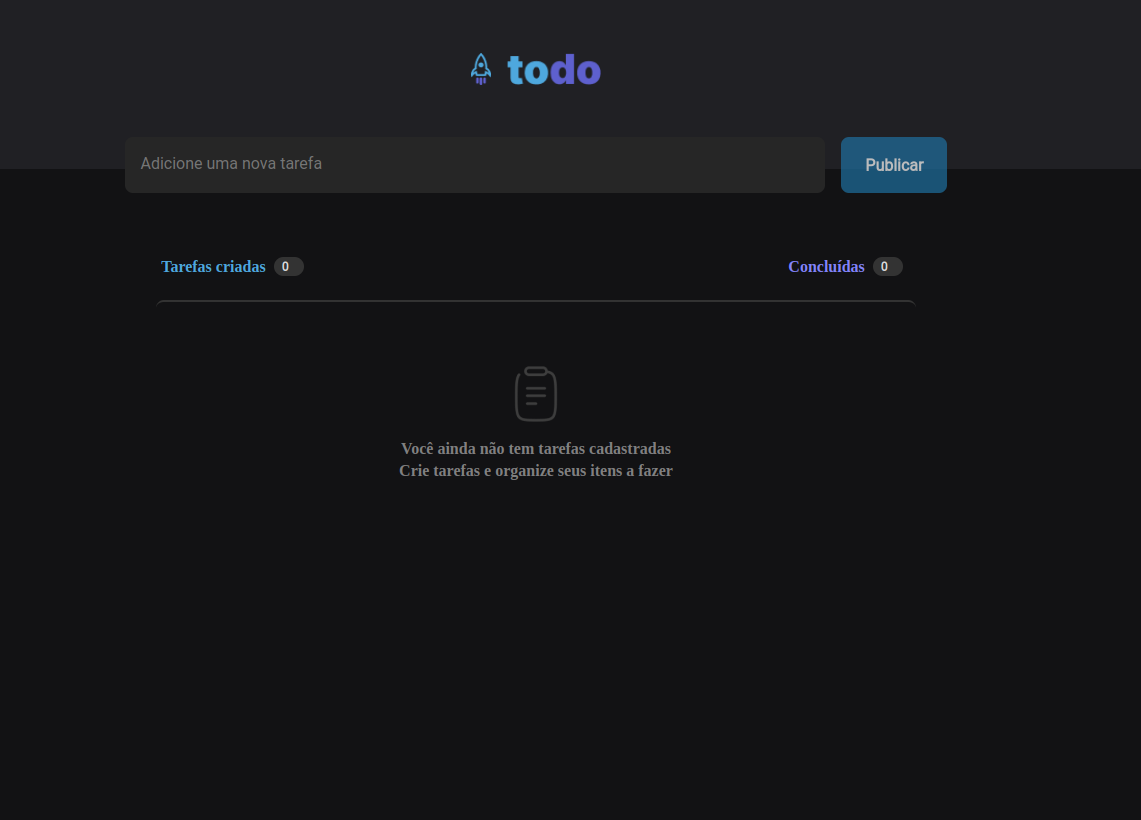 todo
Adicione uma nova tarefa
Publicar
Tarefas criadas 0
Concluídas 0
Você ainda não tem tarefas cadastradas
Crie tarefas e organize seus itens a fazer